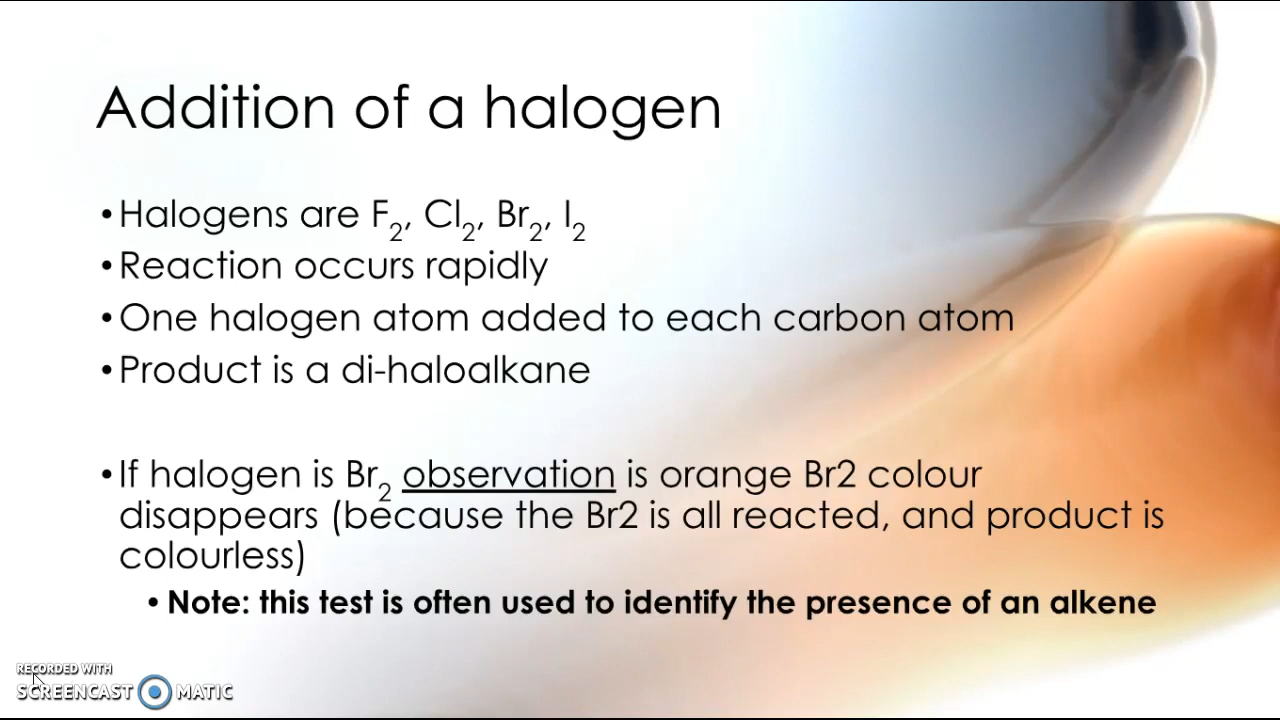 Addition of a halogen
•Halogens are F₂, Cl₂, Br₂, I₂
•Reaction occurs rapidly
•One halogen atom added to each carbon atom
•Product is a di-haloalkane
•If halogen is Br₂ observation is orange Br2 colour
disappears (because the Br2 is all reacted, and product is
colourless)
•Note: this test is often used to identify the presence of an alkene
RECORDED WITH
SCREENCAST MATIC